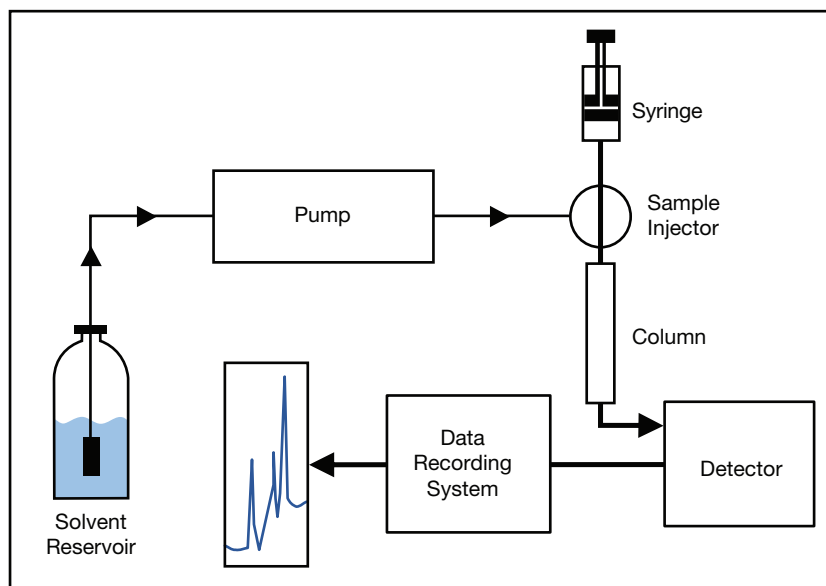 Syringe
Pump
Sample
Injector
Column
Data
Recording
System
Detector
Solvent
Reservoir